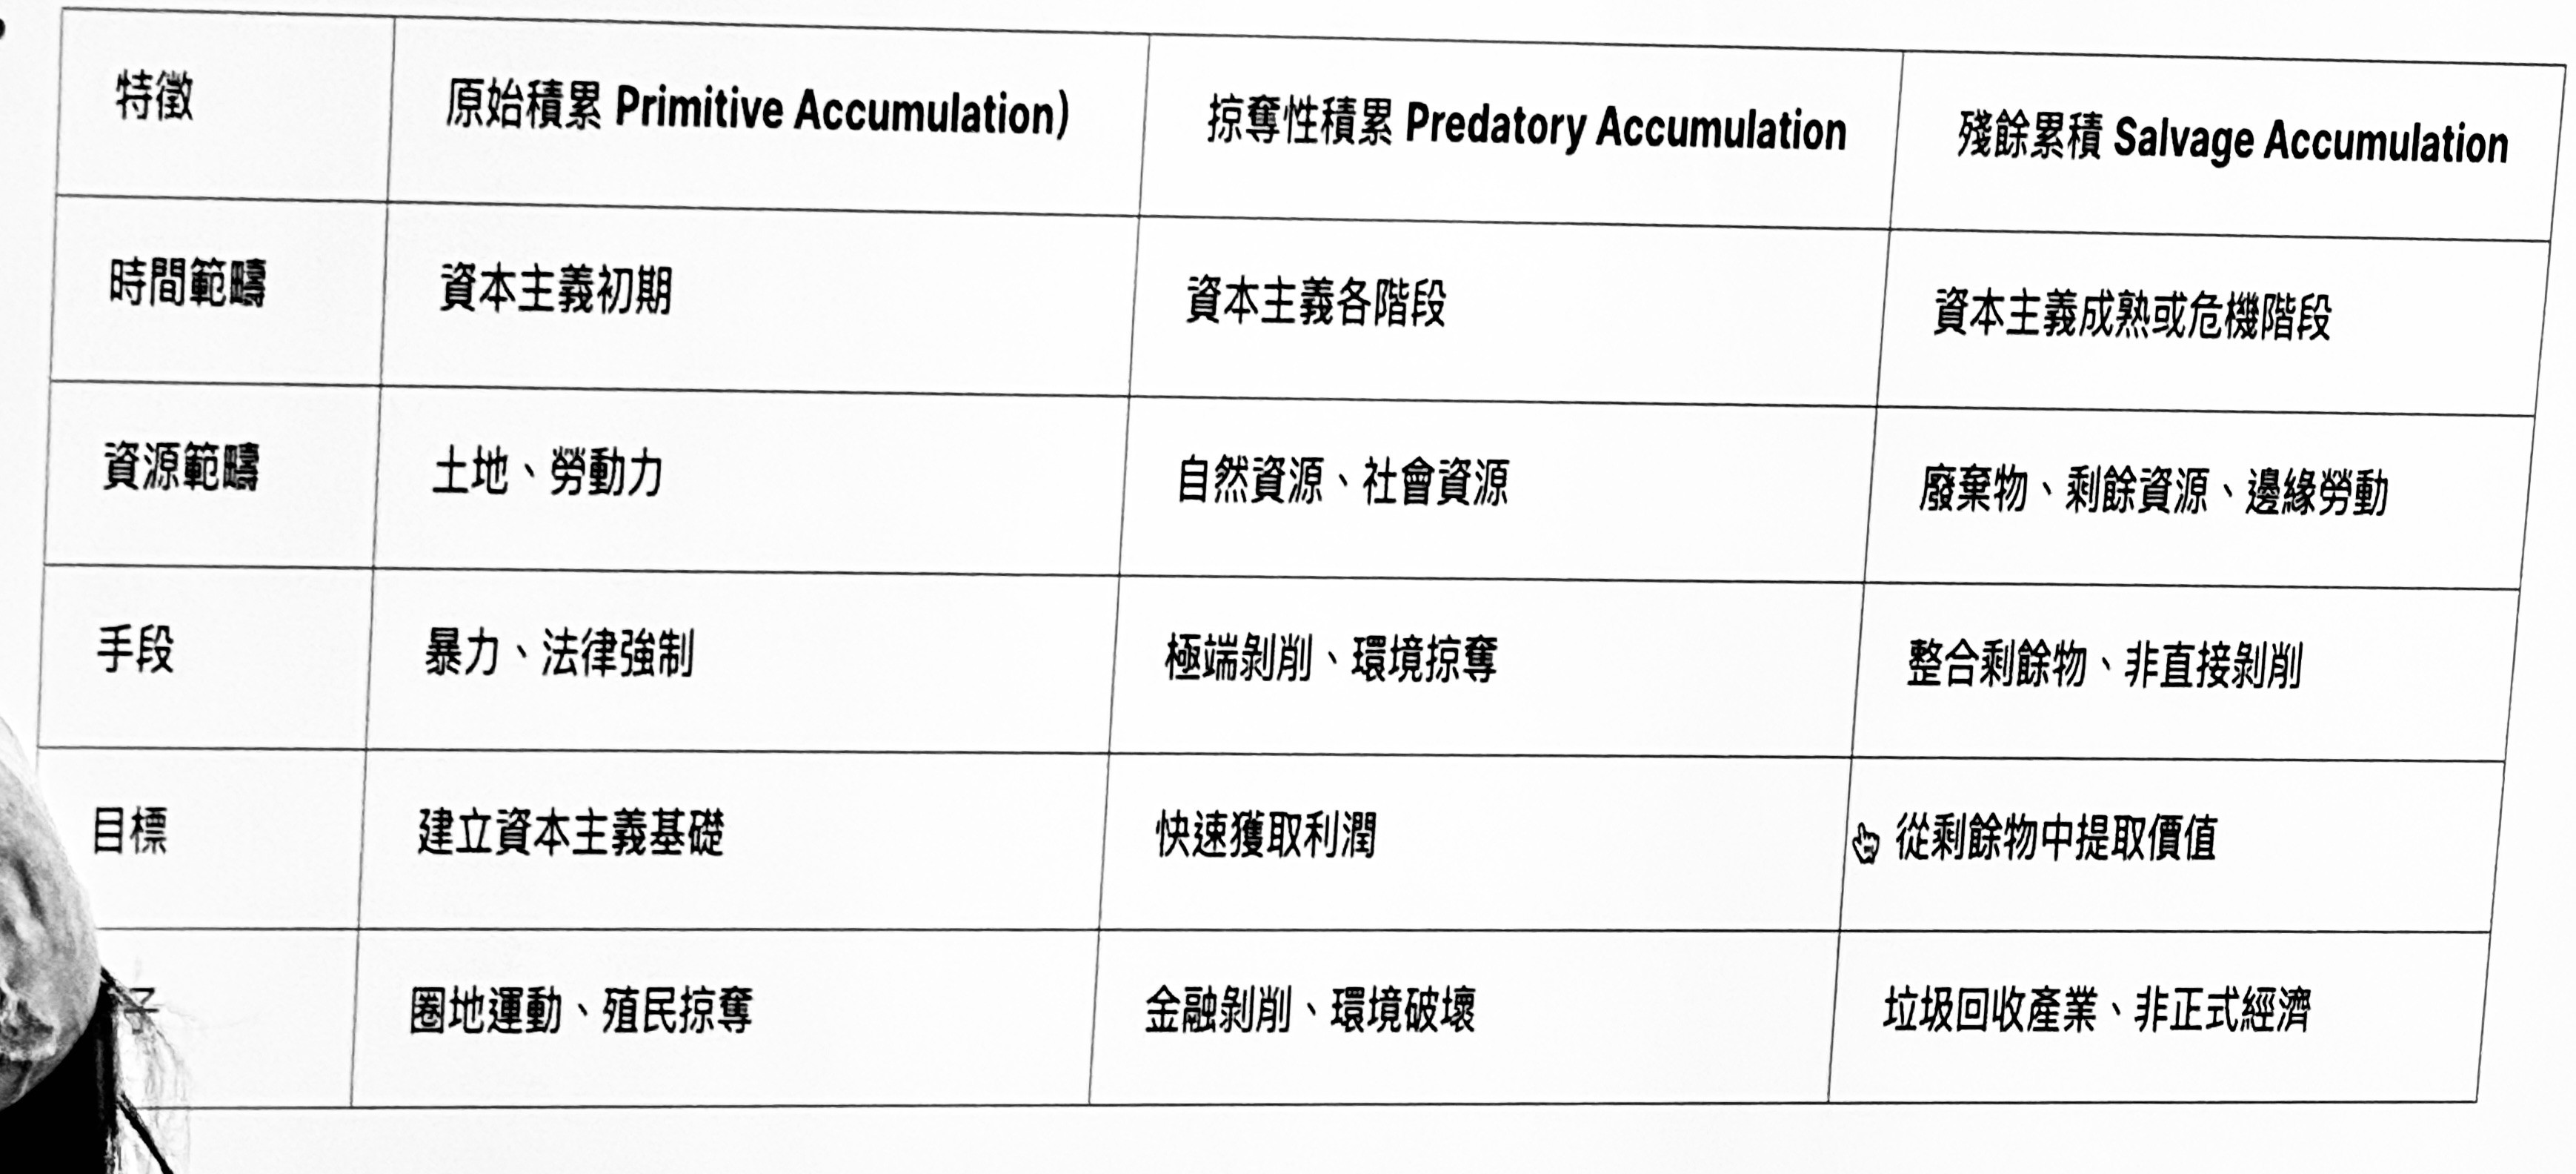 特徵 原始積累 Primitive Accumulation) 掠奪性積累 Predatory Accumulation 殘餘累積 Salvage Accumulation
時間範疇 資本主義初期 資本主義各階段 資本主義成熟或危機階段
資源範疇 土地、勞動力 自然資源、社會資源 廢棄物、剩餘資源、邊緣勞動
手段 暴力、法律強制 極端剝削、環境掠奪 整合剩餘物、非直接剝削
目標 建立資本主義基礎 快速獲取利潤 從剩餘物中提取價值
子 圈地運動、殖民掠奪 金融剝削、環境破壞 垃圾回收產業、非正式經濟